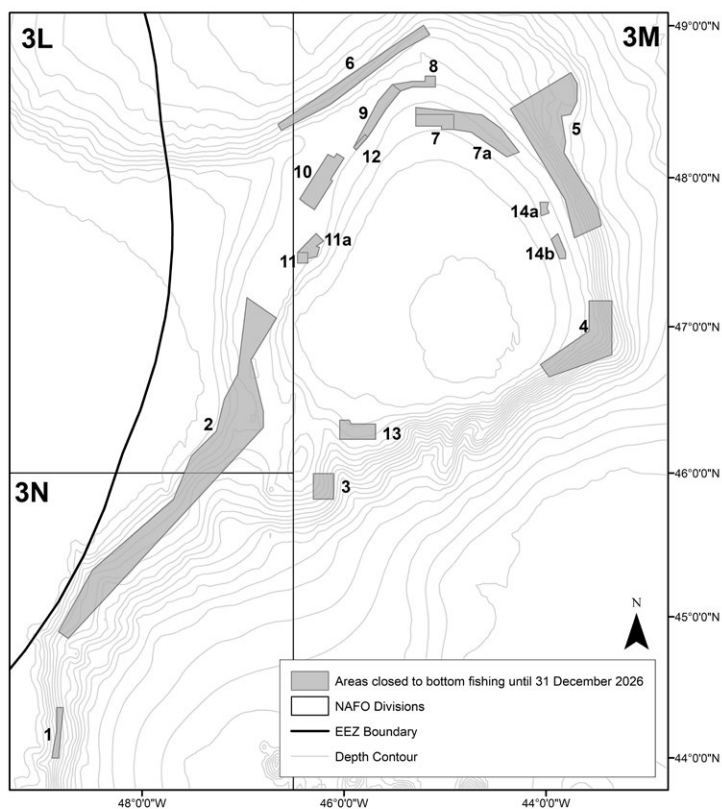 3L
3M
49°0'0"N
6
8
9
5
7
12
7a
10
48°0'0"N
14a
11a
14b
11
4
47°0'0"N
2
13
46°0'0"N
3N
3
45°0'0"N
N
Areas closed to bottom fishing until 31 December 2026
NAFO Divisions
1
EEZ Boundary
Depth Contour
44°0'0"N
48°0'0"W
46°0'0"W
44°0'0"W